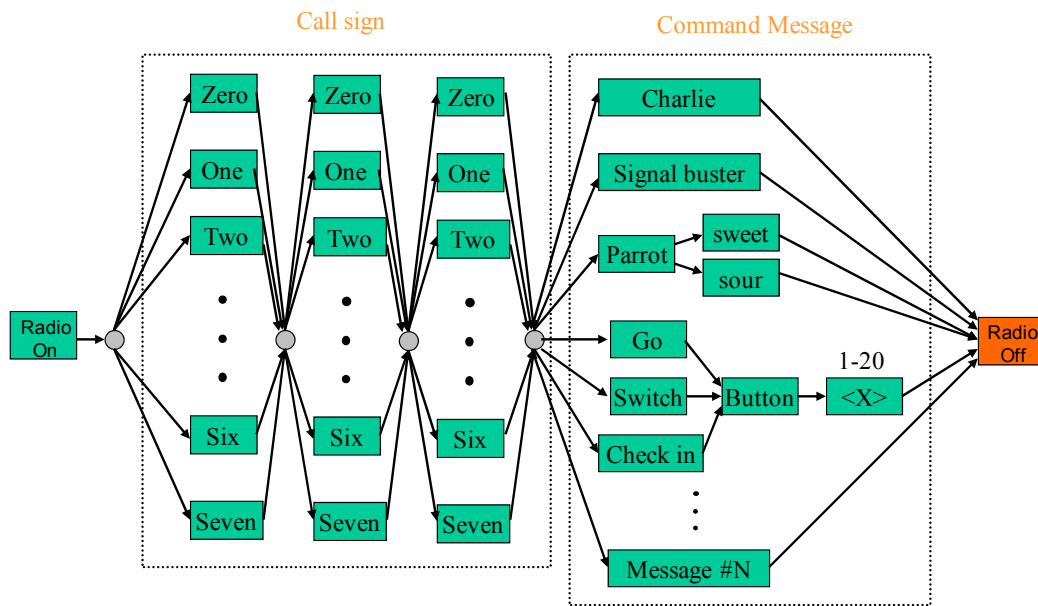 Call sign
Command Message
Zero
Zero
Zero
Charlie
One
One
One
Signal buster
Two
Two
Two
Parrot
sweet
sour
Radio
On
Go
Radio
Off
1-20
Switch
Button
<X>
Six
Six
Six
Check in
Seven
Seven
Seven
Message #N